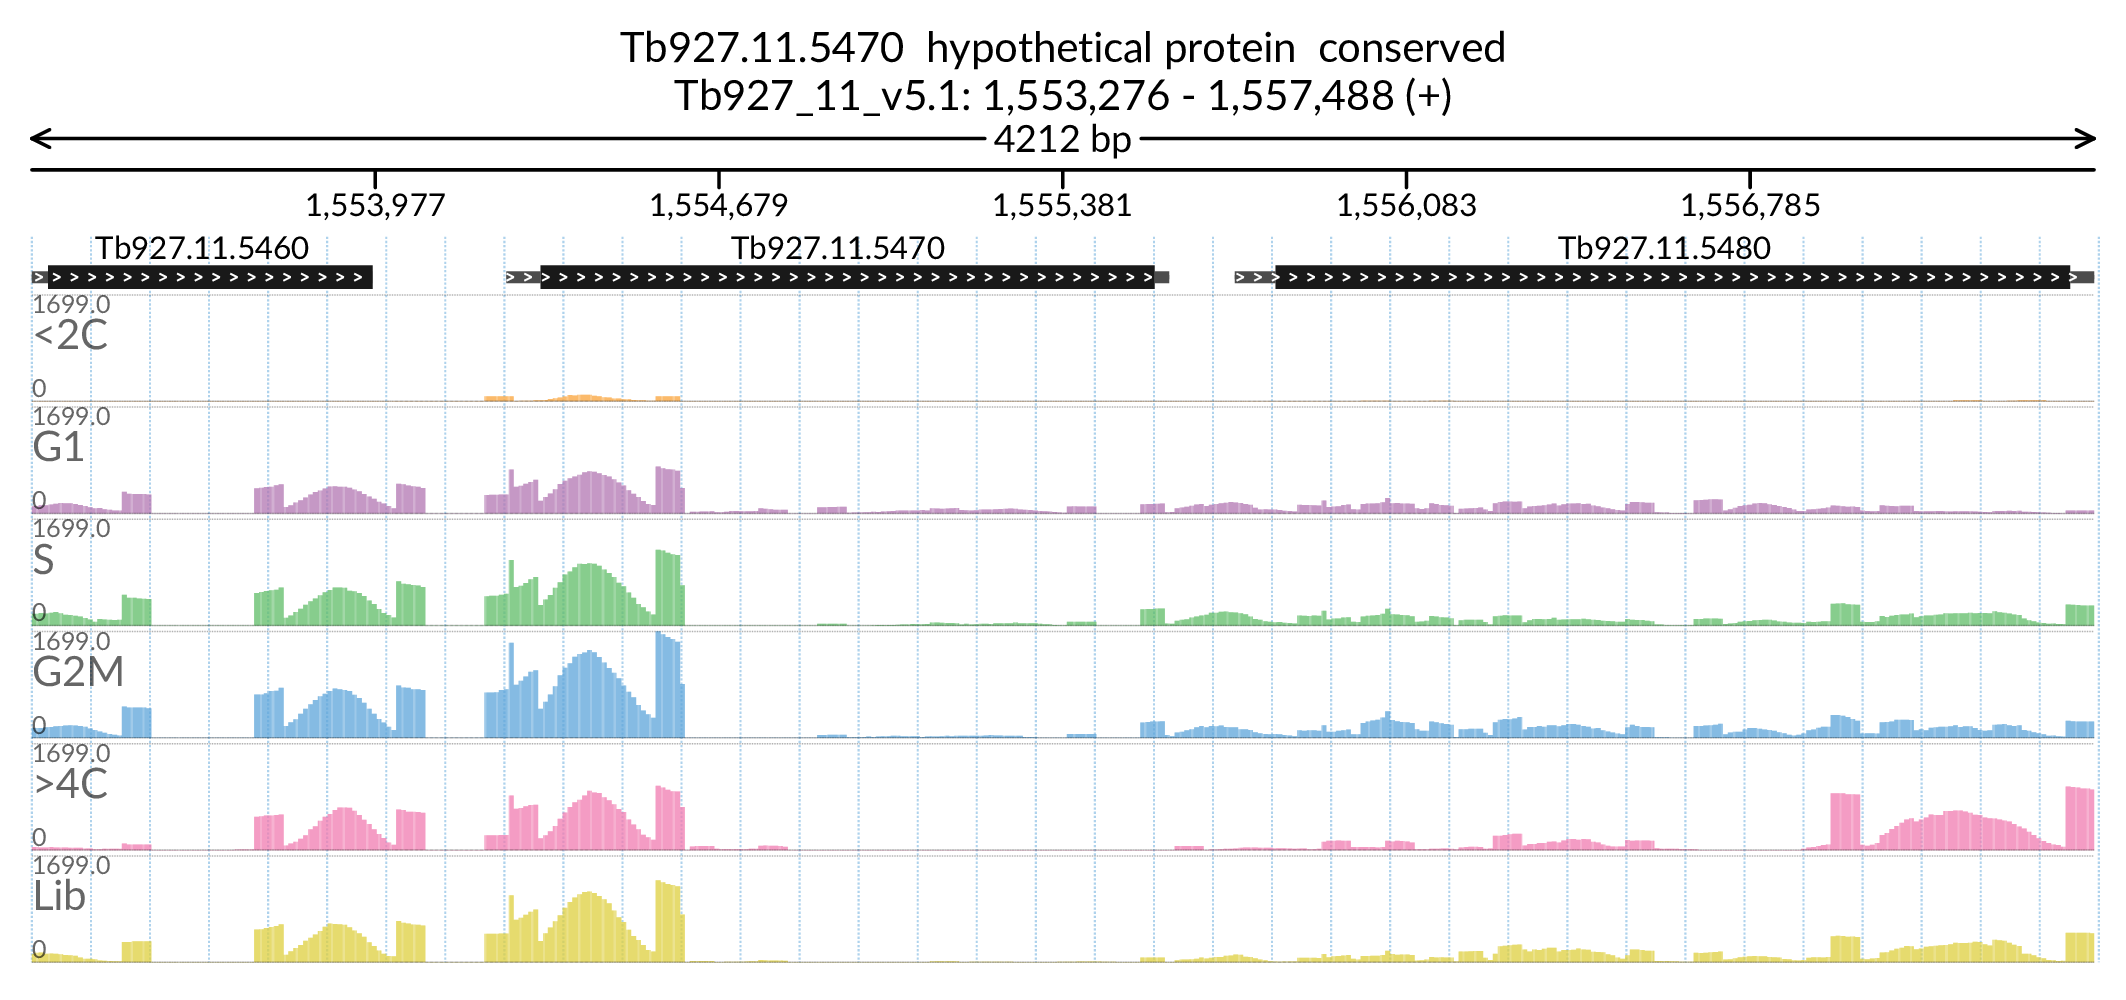 Tb927.11.5470 hypothetical protein conserved
Tb927_11_v5.1: 1,553,276 - 1,557,488 (+)
4212 bp
1,553,977 1,554,679 1,555,381 1,556,083 1,556,785
Tb927.11.5460 Tb927.11.5470 Tb927.11.5480
1699.0
<2C
0
1699.0
G1
0
1699.0
S
0
1699.0
G2M
0
1699.0
>4C
0
1699.0
Lib
0